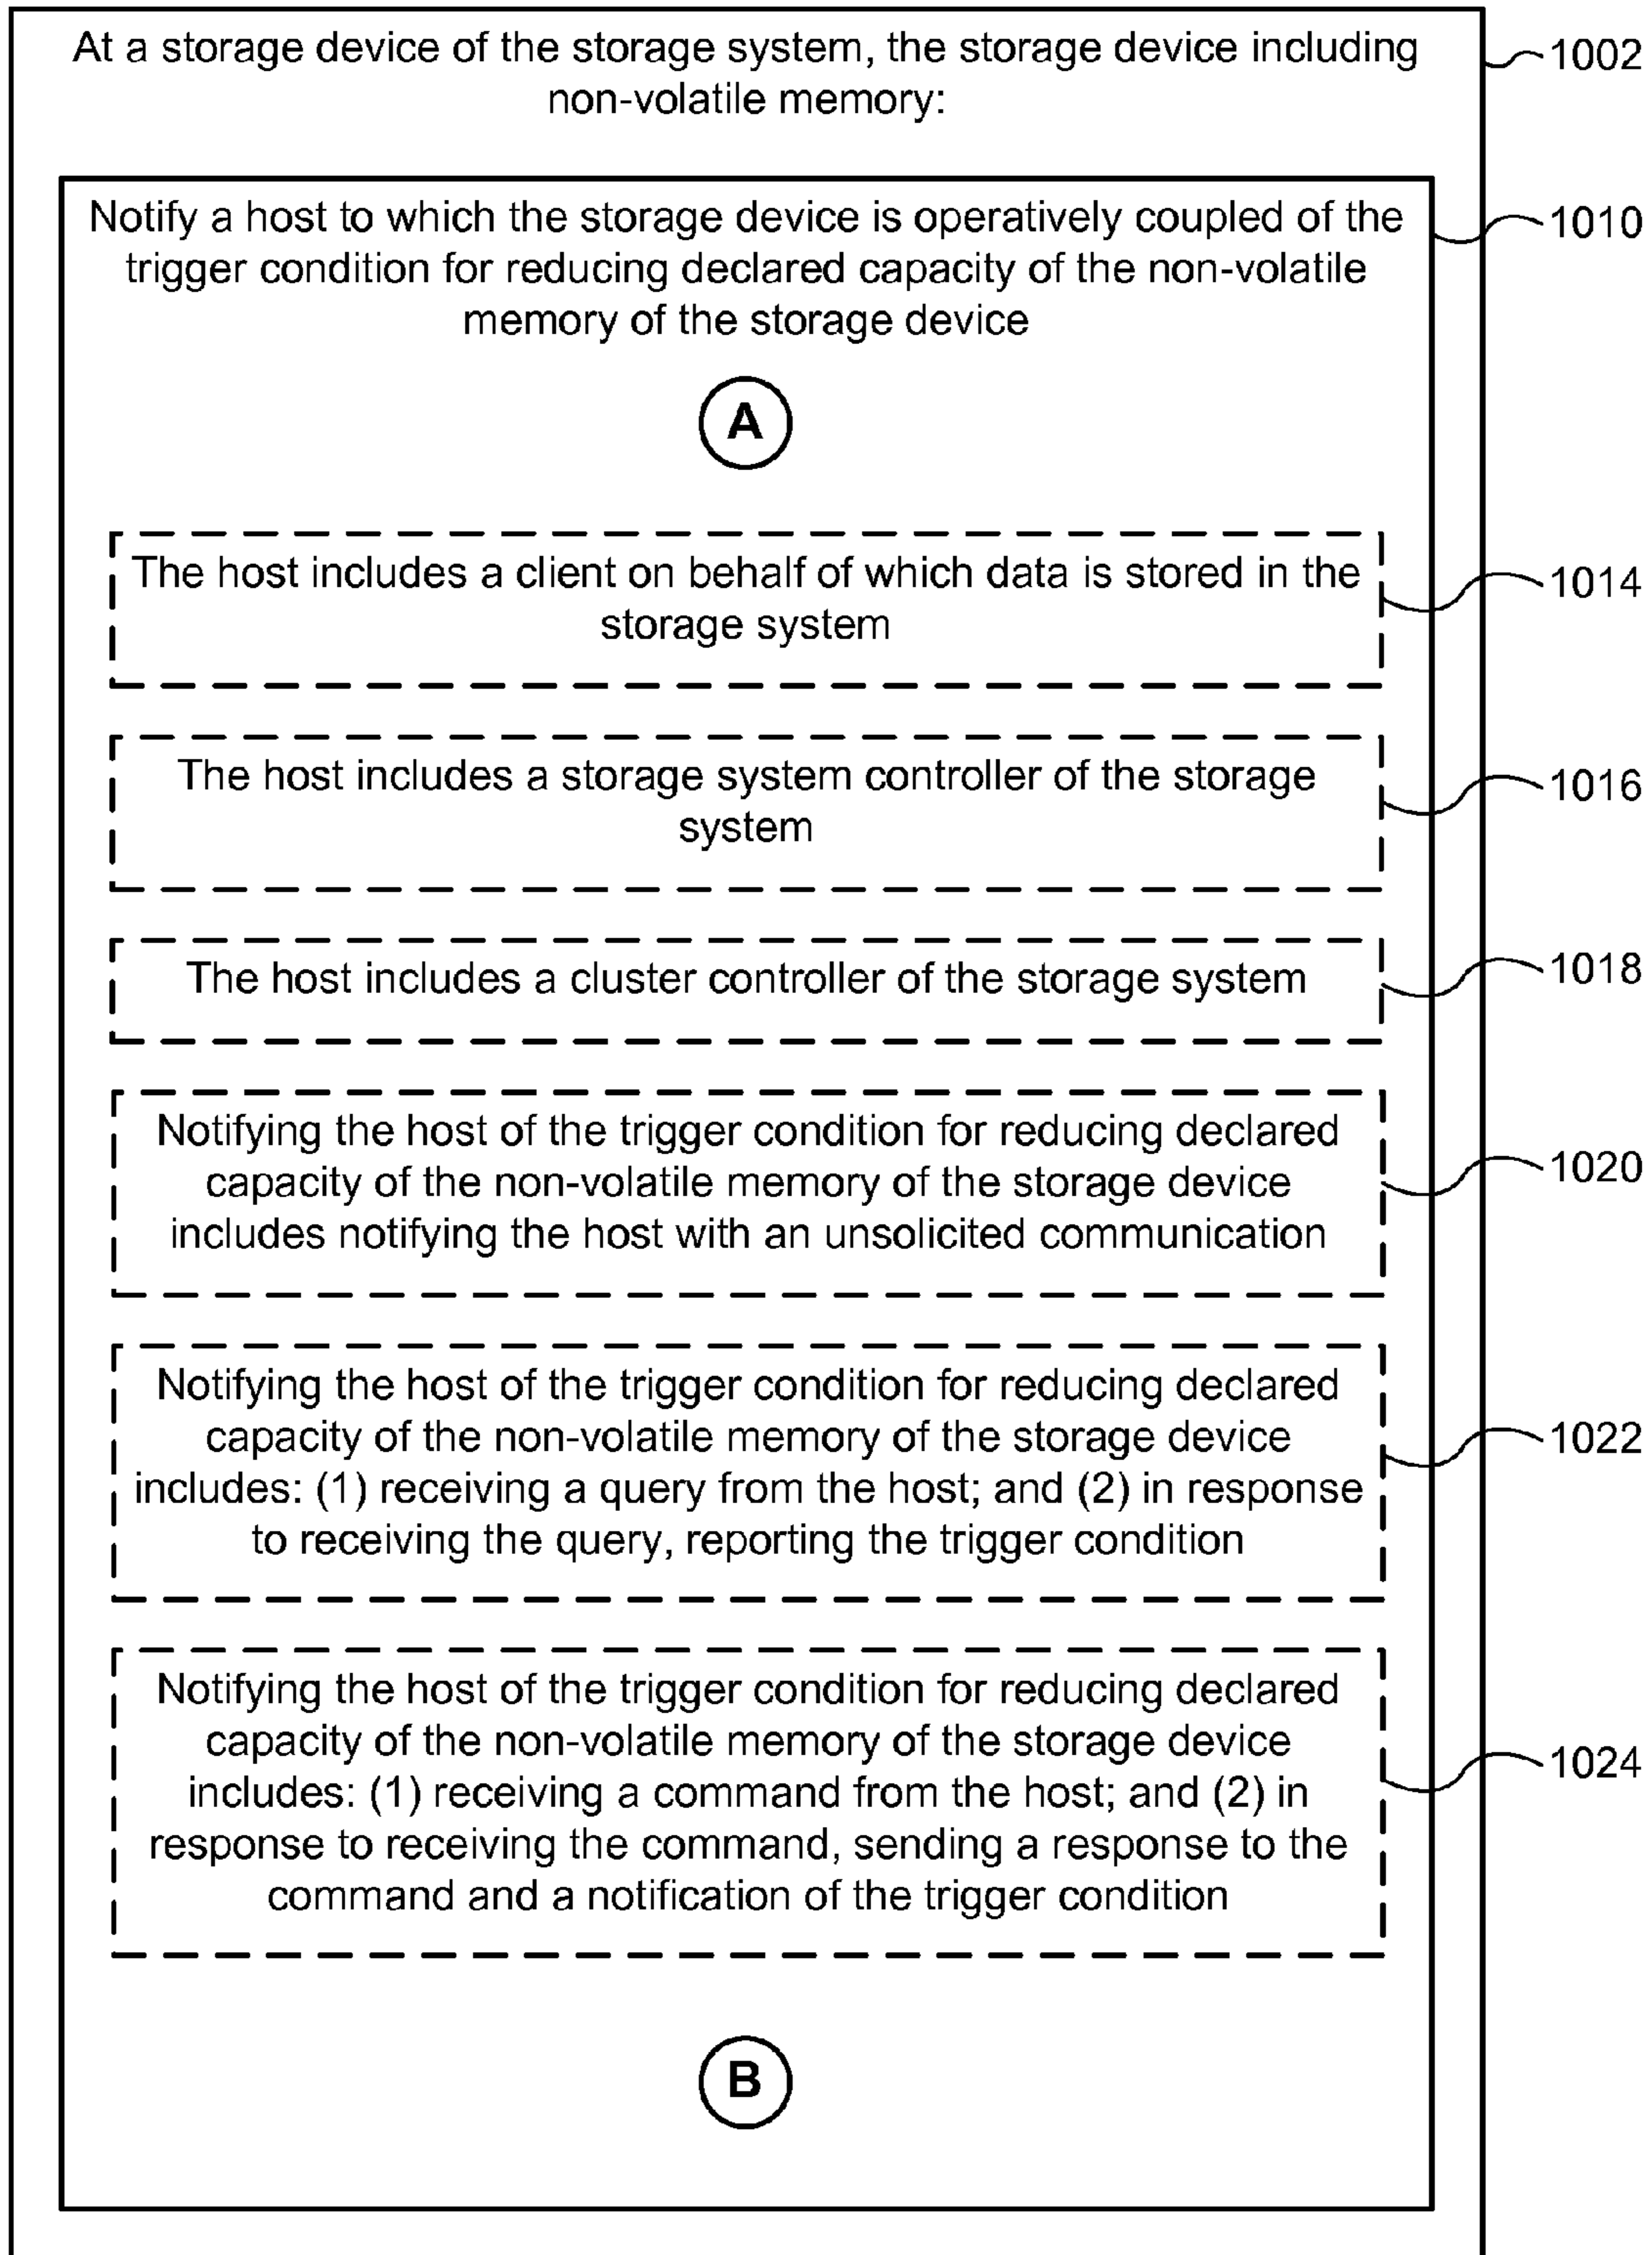 At a storage device of the storage system, the storage device including
non-volatile memory:
1002
Notify a host to which the storage device is operatively coupled of the
trigger condition for reducing declared capacity of the non-volatile
memory of the storage device
1010
A
The host includes a client on behalf of which data is stored in the
storage system
1014
The host includes a storage system controller of the storage
system
1016
The host includes a cluster controller of the storage system
1018
Notifying the host of the trigger condition for reducing declared
capacity of the non-volatile memory of the storage device
includes notifying the host with an unsolicited communication
1020
Notifying the host of the trigger condition for reducing declared
capacity of the non-volatile memory of the storage device
includes: (1) receiving a query from the host; and (2) in response
to receiving the query, reporting the trigger condition
1022
Notifying the host of the trigger condition for reducing declared
capacity of the non-volatile memory of the storage device
includes: (1) receiving a command from the host; and (2) in
response to receiving the command, sending a response to the
command and a notification of the trigger condition
1024
B